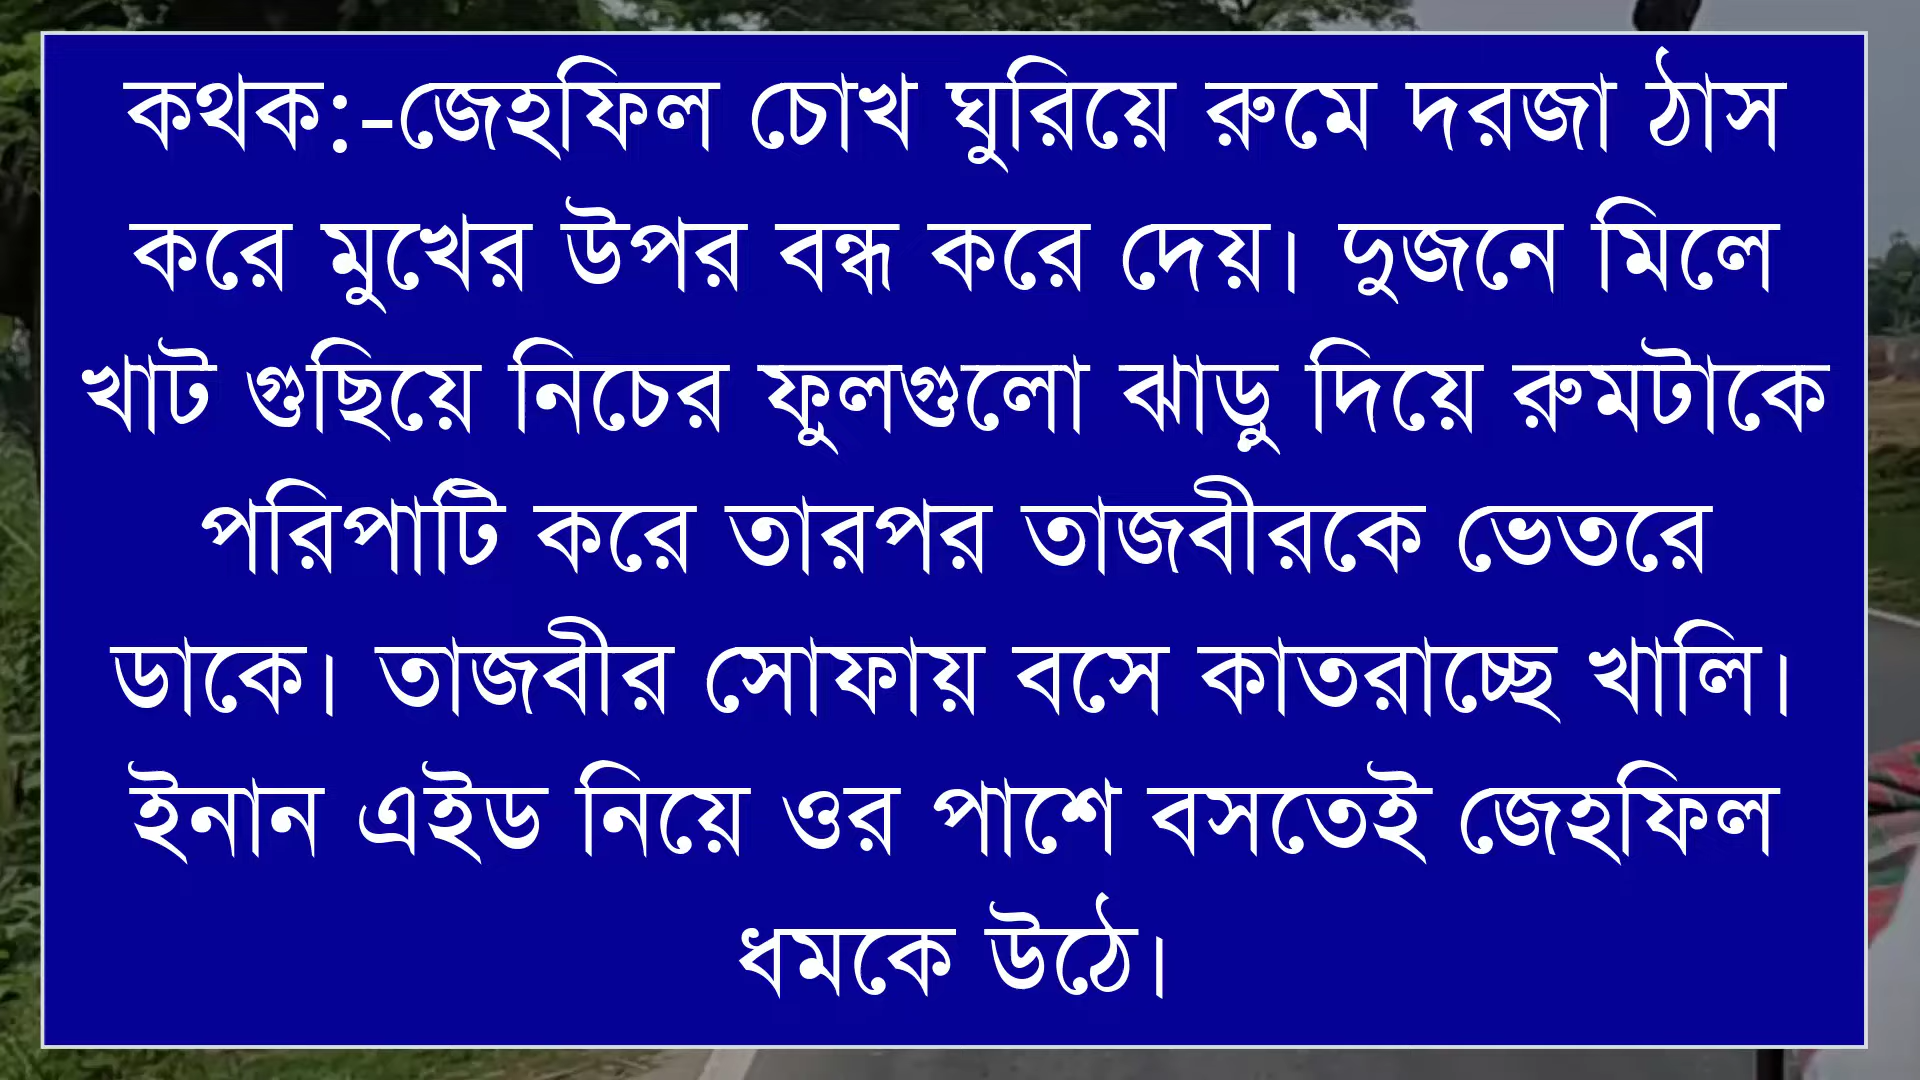 কথক:-জেহফিল চোখ ঘুরিয়ে রুমে দরজা ঠাস
করে মুখের উপর বন্ধ করে দেয়। দুজনে মিলে
খাট গুছিয়ে নিচের ফুলগুলো ঝাড়ু দিয়ে রুমটাকে
পরিপাটি করে তারপর তাজবীরকে ভেতরে
ডাকে। তাজবীর সোফায় বসে কাতরাচ্ছে খালি।
ইনান এইড নিয়ে ওর পাশে বসতেই জেহফিল
ধমকে উঠে।